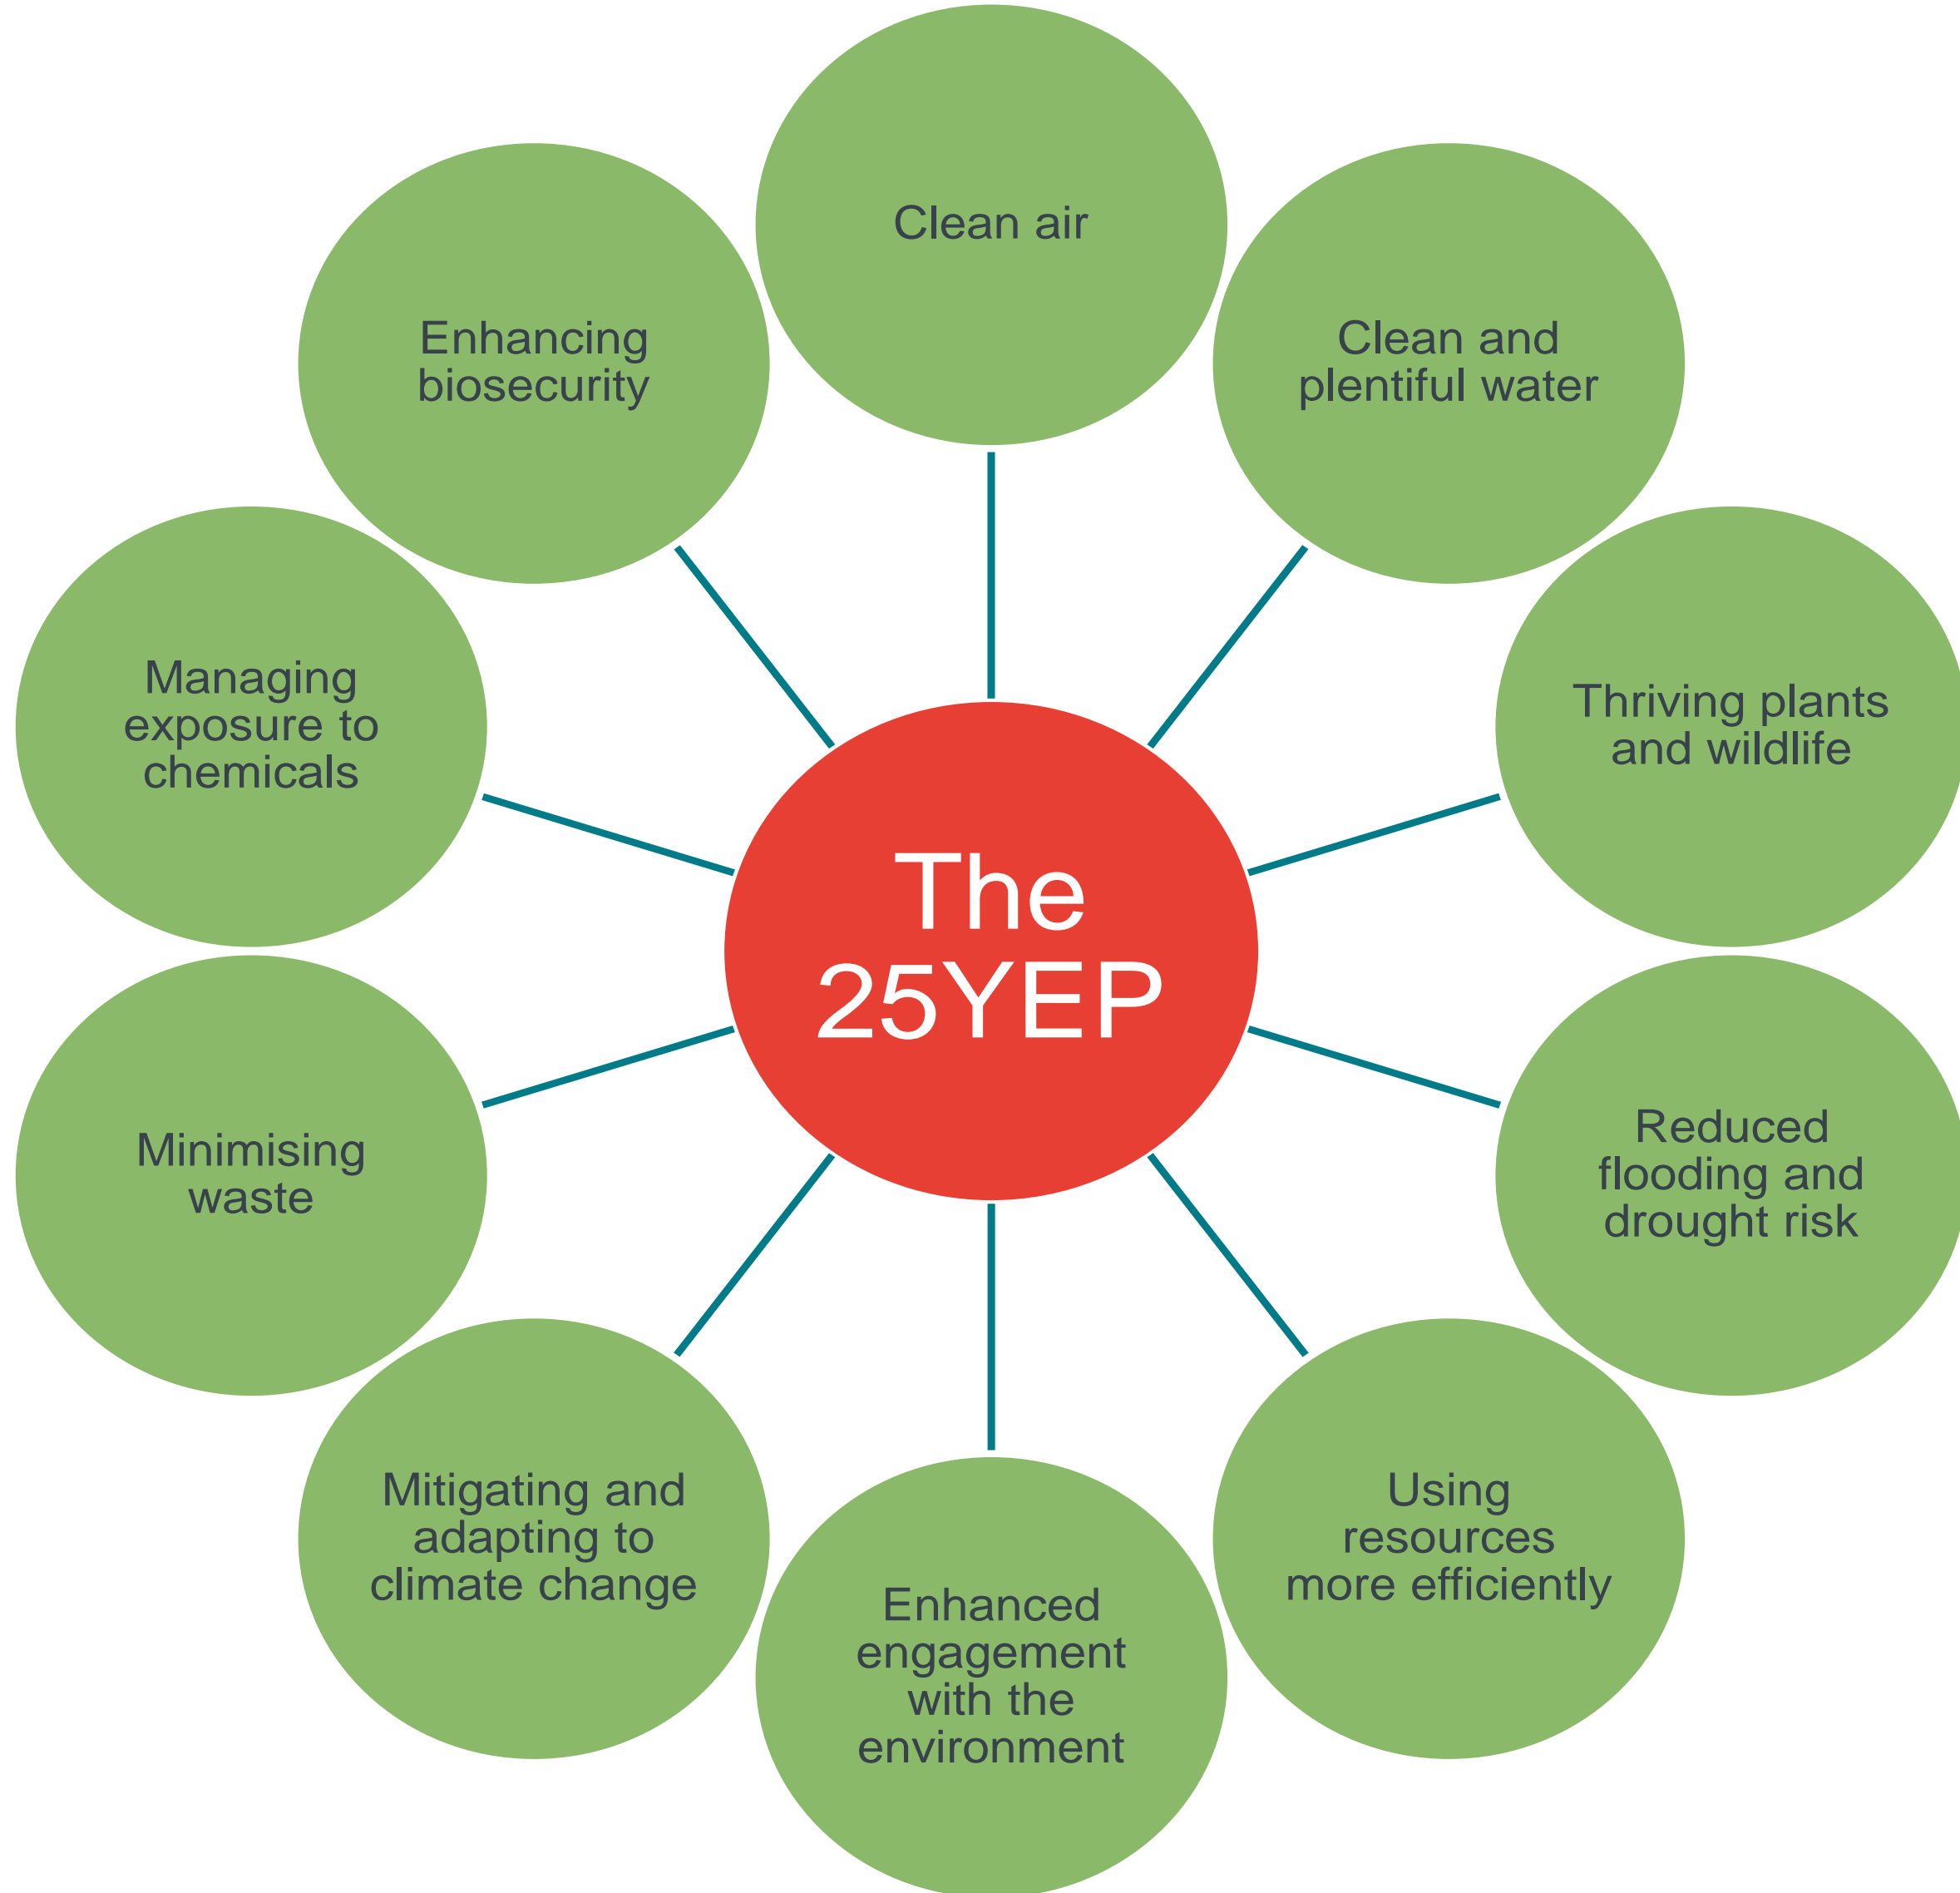 Clean air
Clean and
plentiful water
Thriving plants
and wildlife
Reduced
flooding and
drought risk
Using
resources
more efficiently
Enhanced
engagement
with the
environment
Mitigating and
adapting to
climate change
Minimising
waste
Managing
exposure to
chemicals
Enhancing
biosecurity
The
25YEP